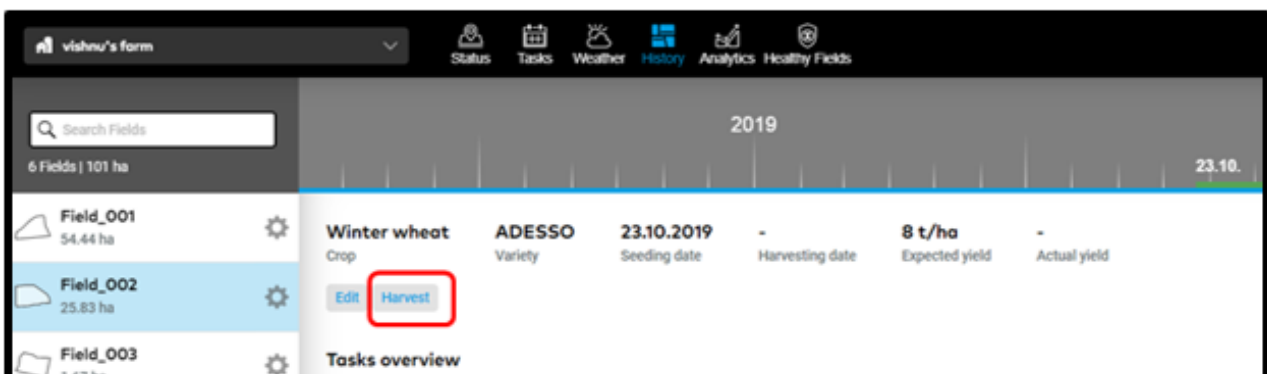 vishnu's farm
Status Tasks Weather History Analytics Healthy Fields
Search Fields
6 Fields | 101 ha
2019
23.10.
Field_001
54.44 ha
Field_002
25.83 ha
Field_003
Winter wheat ADESSO 23.10.2019 - 8 t/ha -
Crop Variety Seeding date Harvesting date Expected yield Actual yield
Edit Harvest
Tasks overview